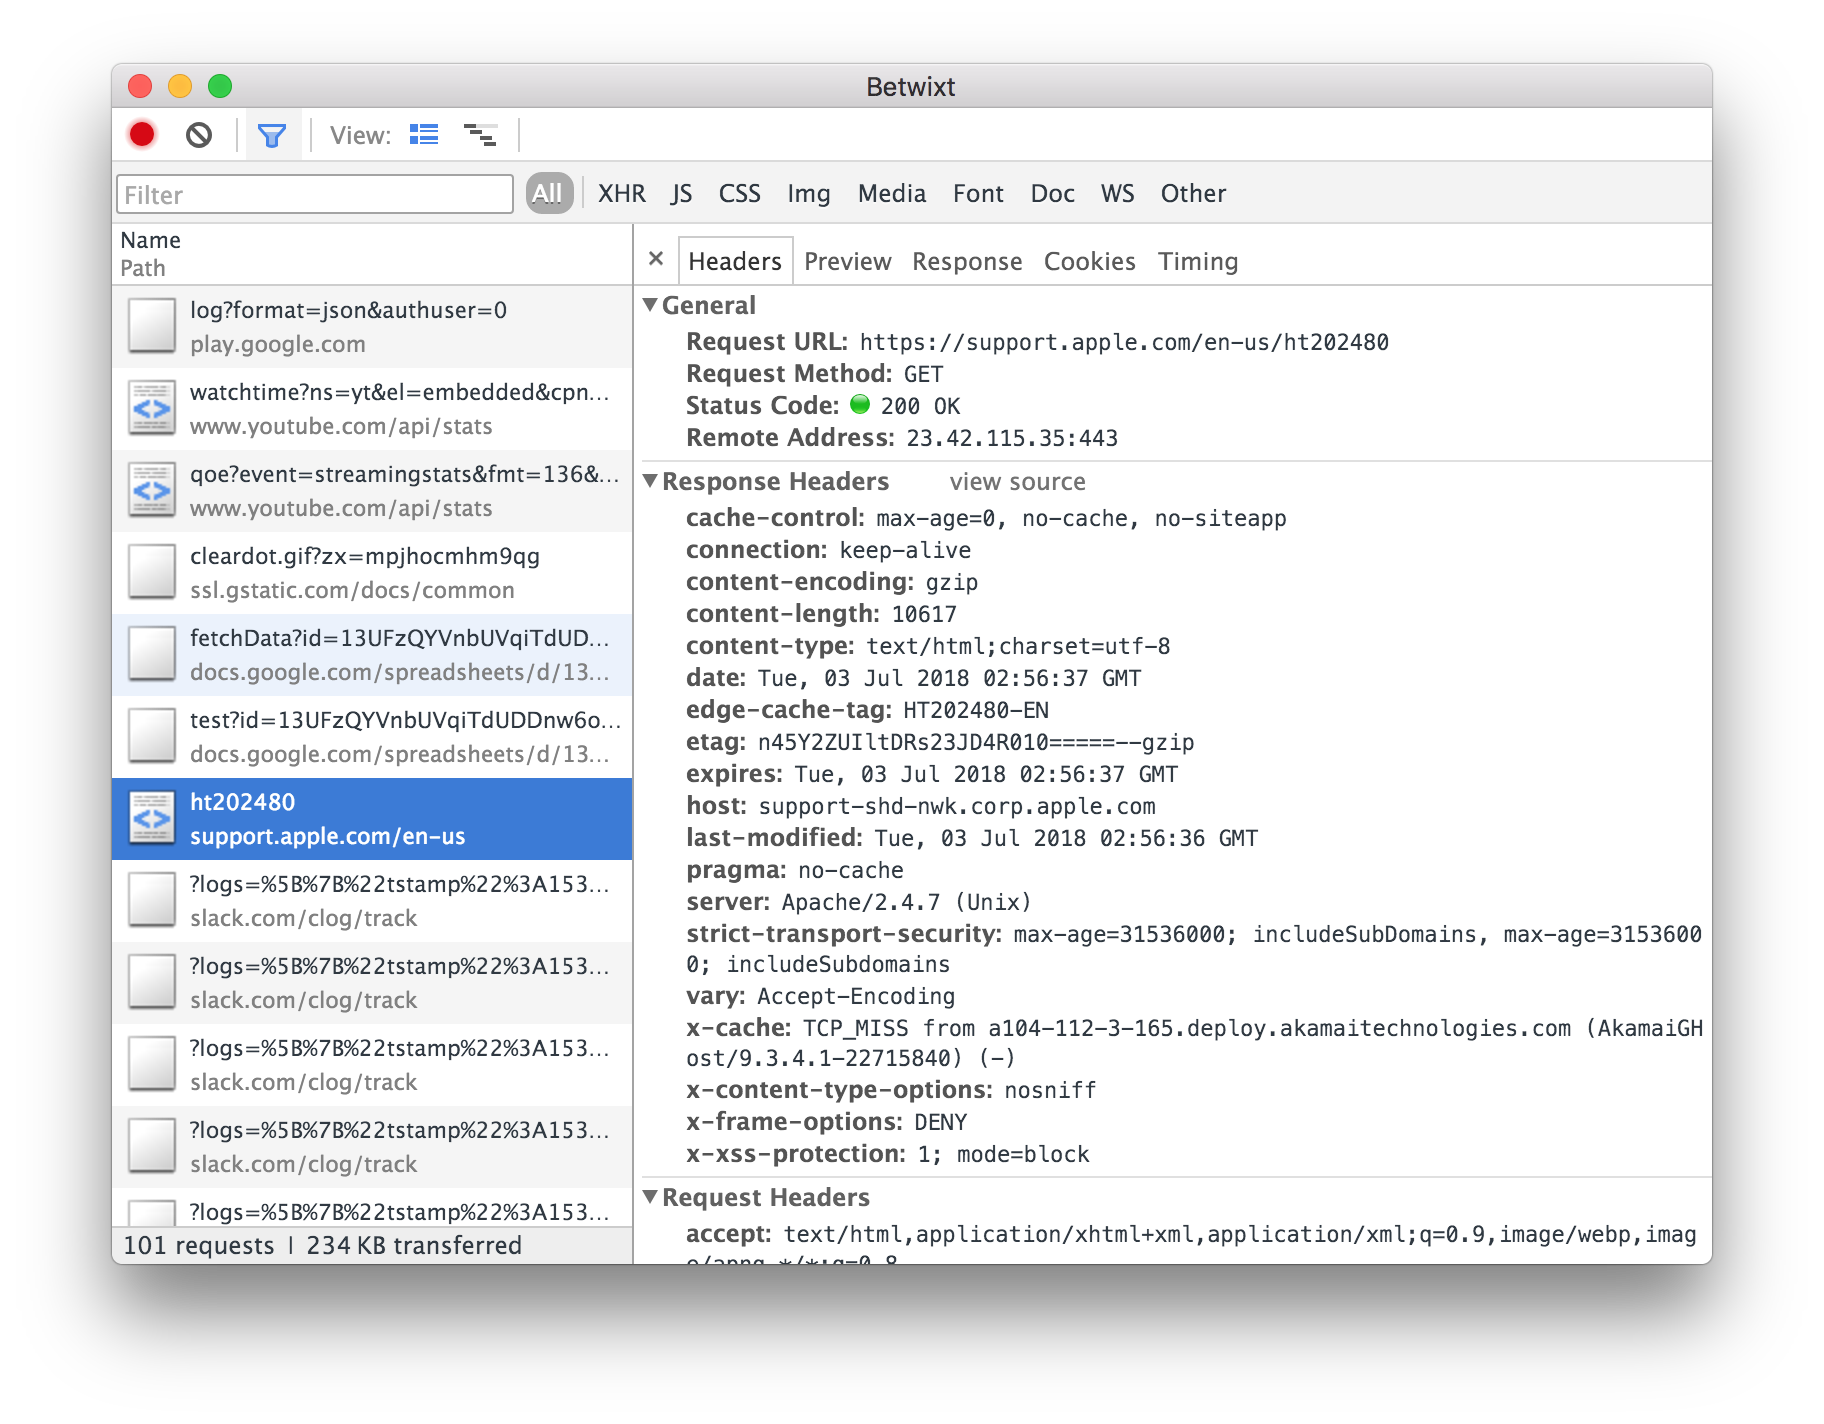 Betwixt
View:
Filter
All XHR JS CSS Img Media Font Doc WS Other
Name
Path
log?format=json&authuser=0
play.google.com
watchtime?ns=yt&el=embedded&cpn...
www.youtube.com/api/stats
qoe?event=streamingstats&fmt=136&...
www.youtube.com/api/stats
cleardot.gif?zx=mpjhocmhm9qg
ssl.gstatic.com/docs/common
fetchData?id=13UFzQYVnbUVqiTdUD...
docs.google.com/spreadsheets/d/13...
test?id=13UFzQYVnbUVqiTdUDDnw6o...
docs.google.com/spreadsheets/d/13...
ht202480
support.apple.com/en-us
?logs=%5B%7B%22tstamp%22%3A153...
slack.com/clog/track
?logs=%5B%7B%22tstamp%22%3A153...
slack.com/clog/track
?logs=%5B%7B%22tstamp%22%3A153...
slack.com/clog/track
?logs=%5B%7B%22tstamp%22%3A153...
slack.com/clog/track
?logs=%5B%7B%22tstamp%22%3A153...
101 requests | 234 KB transferred
× Headers Preview Response Cookies Timing
General
Request URL: https://support.apple.com/en-us/ht202480
Request Method: GET
Status Code: 200 OK
Remote Address: 23.42.115.35:443
Response Headers view source
cache-control: max-age=0, no-cache, no-siteapp
connection: keep-alive
content-encoding: gzip
content-length: 10617
content-type: text/html;charset=utf-8
date: Tue, 03 Jul 2018 02:56:37 GMT
edge-cache-tag: HT202480-EN
etag: n45Y2ZUIltDRs23JD4R010=====--gzip
expires: Tue, 03 Jul 2018 02:56:37 GMT
host: support-shd-nwk.corp.apple.com
last-modified: Tue, 03 Jul 2018 02:56:36 GMT
pragma: no-cache
server: Apache/2.4.7 (Unix)
strict-transport-security: max-age=31536000; includeSubDomains, max-age=3153600
0; includeSubdomains
vary: Accept-Encoding
x-cache: TCP_MISS from a104-112-3-165.deploy.akamaitechnologies.com (AkamaiGH
ost/9.3.4.1-22715840) (-)
x-content-type-options: nosniff
x-frame-options: DENY
x-xss-protection: 1; mode=block
Request Headers
accept: text/html,application/xhtml+xml,application/xml;q=0.9,image/webp,imag
e/apng,*/*;q=0.8